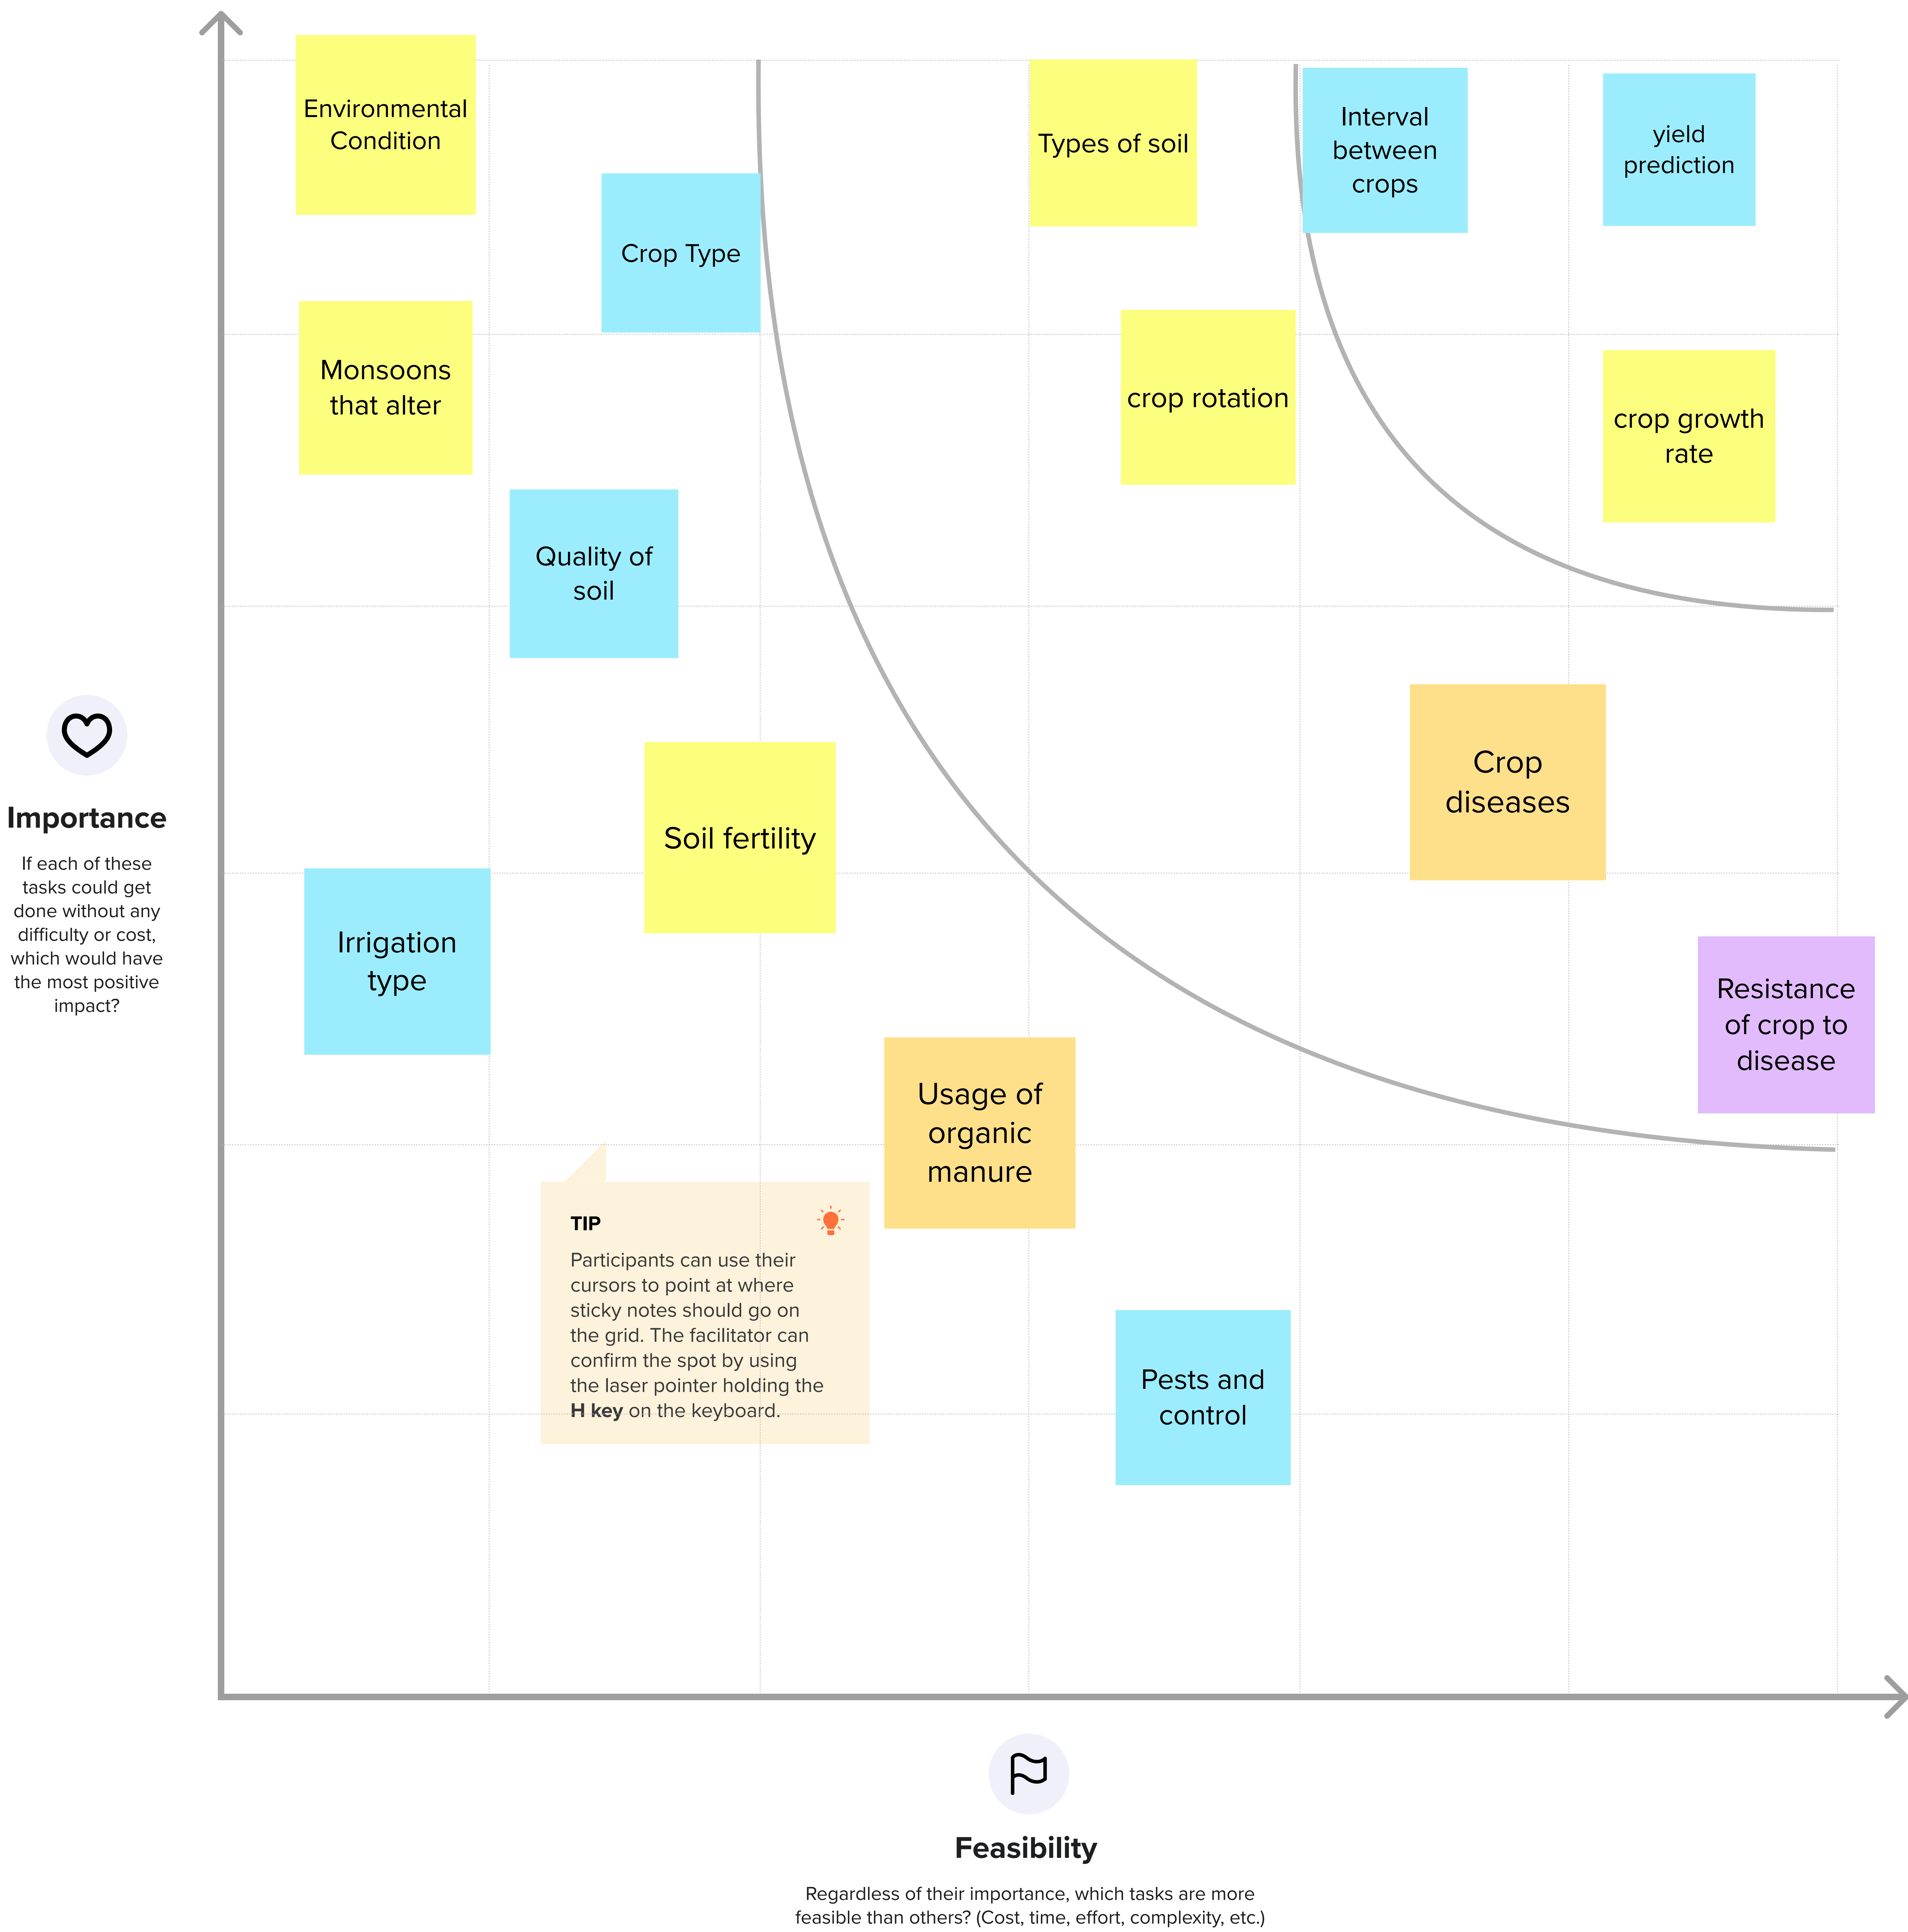 Environmental
Condition
Types of soil
Interval
between
crops
yield
prediction
Crop Type
Monsoons
that alter
crop rotation
crop growth
rate
Quality of
soil
Importance
If each of these
tasks could get
done without any
difficulty or cost,
which would have
the most positive
impact?
Soil fertility
Crop
diseases
Irrigation
type
Resistance
of crop to
disease
Usage of
organic
manure
TIP
Participants can use their
cursors to point at where
sticky notes should go on
the grid. The facilitator can
confirm the spot by using
the laser pointer holding the
H key on the keyboard.
Pests and
control
Feasibility
Regardless of their importance, which tasks are more
feasible than others? (Cost, time, effort, complexity, etc.)